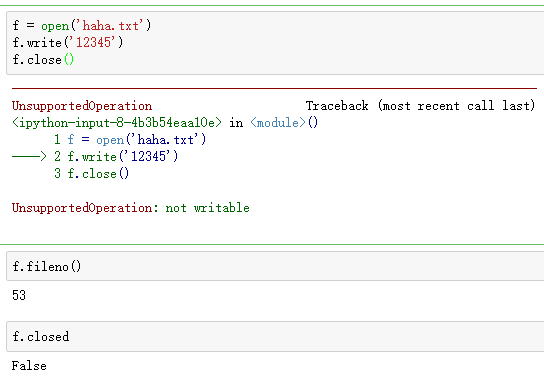 f = open('haha.txt')
f.write('12345')
f.close()
UnsupportedOperation Traceback (most recent call last)
<ipython-input-8-4b3b54eaa10e> in <module>()
1 f = open('haha.txt')
----> 2 f.write('12345')
3 f.close()
UnsupportedOperation: not writable
f.fileno()
53
f.closed
False